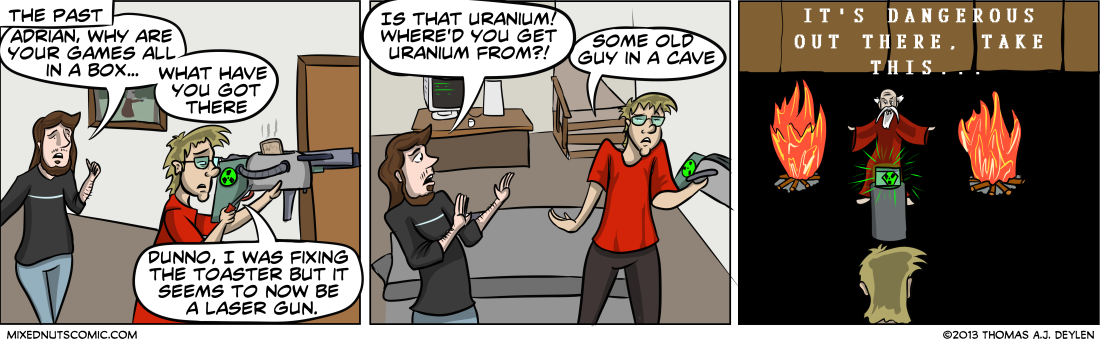 THE PAST
ADRIAN, WHY ARE
YOUR GAMES ALL
IN A BOX...
WHAT HAVE
YOU GOT
THERE
DUNNO, I WAS FIXING
THE TOASTER BUT IT
SEEMS TO NOW BE
A LASER GUN.
IS THAT URANIUM!
WHERE'D YOU GET
URANIUM FROM?!
SOME OLD
GUY IN A CAVE
IT'S DANGEROUS
OUT THERE, TAKE
THIS...
MIXEDNUTSCOMIC.COM
©2013 THOMAS A.J. DEYLEN